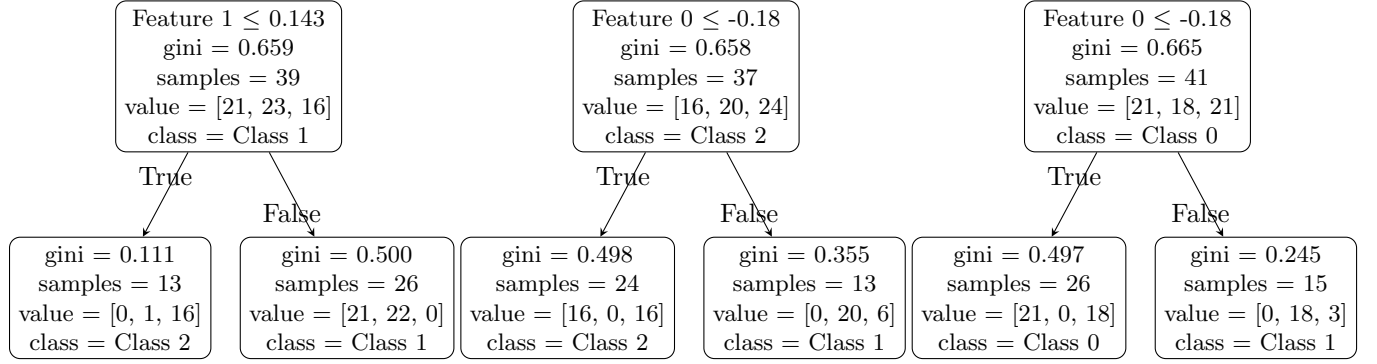 Feature 1 ≤ 0.143
gini = 0.659
samples = 39
value = [21, 23, 16]
class = Class 1
True
False
gini = 0.111
samples = 13
value = [0, 1, 16]
class = Class 2
gini = 0.500
samples = 26
value = [21, 22, 0]
class = Class 1
Feature 0 ≤ -0.18
gini = 0.658
samples = 37
value = [16, 20, 24]
class = Class 2
True
False
gini = 0.498
samples = 24
value = [16, 0, 16]
class = Class 2
gini = 0.355
samples = 13
value = [0, 20, 6]
class = Class 1
Feature 0 ≤ -0.18
gini = 0.665
samples = 41
value = [21, 18, 21]
class = Class 0
True
False
gini = 0.497
samples = 26
value = [21, 0, 18]
class = Class 0
gini = 0.245
samples = 15
value = [0, 18, 3]
class = Class 1